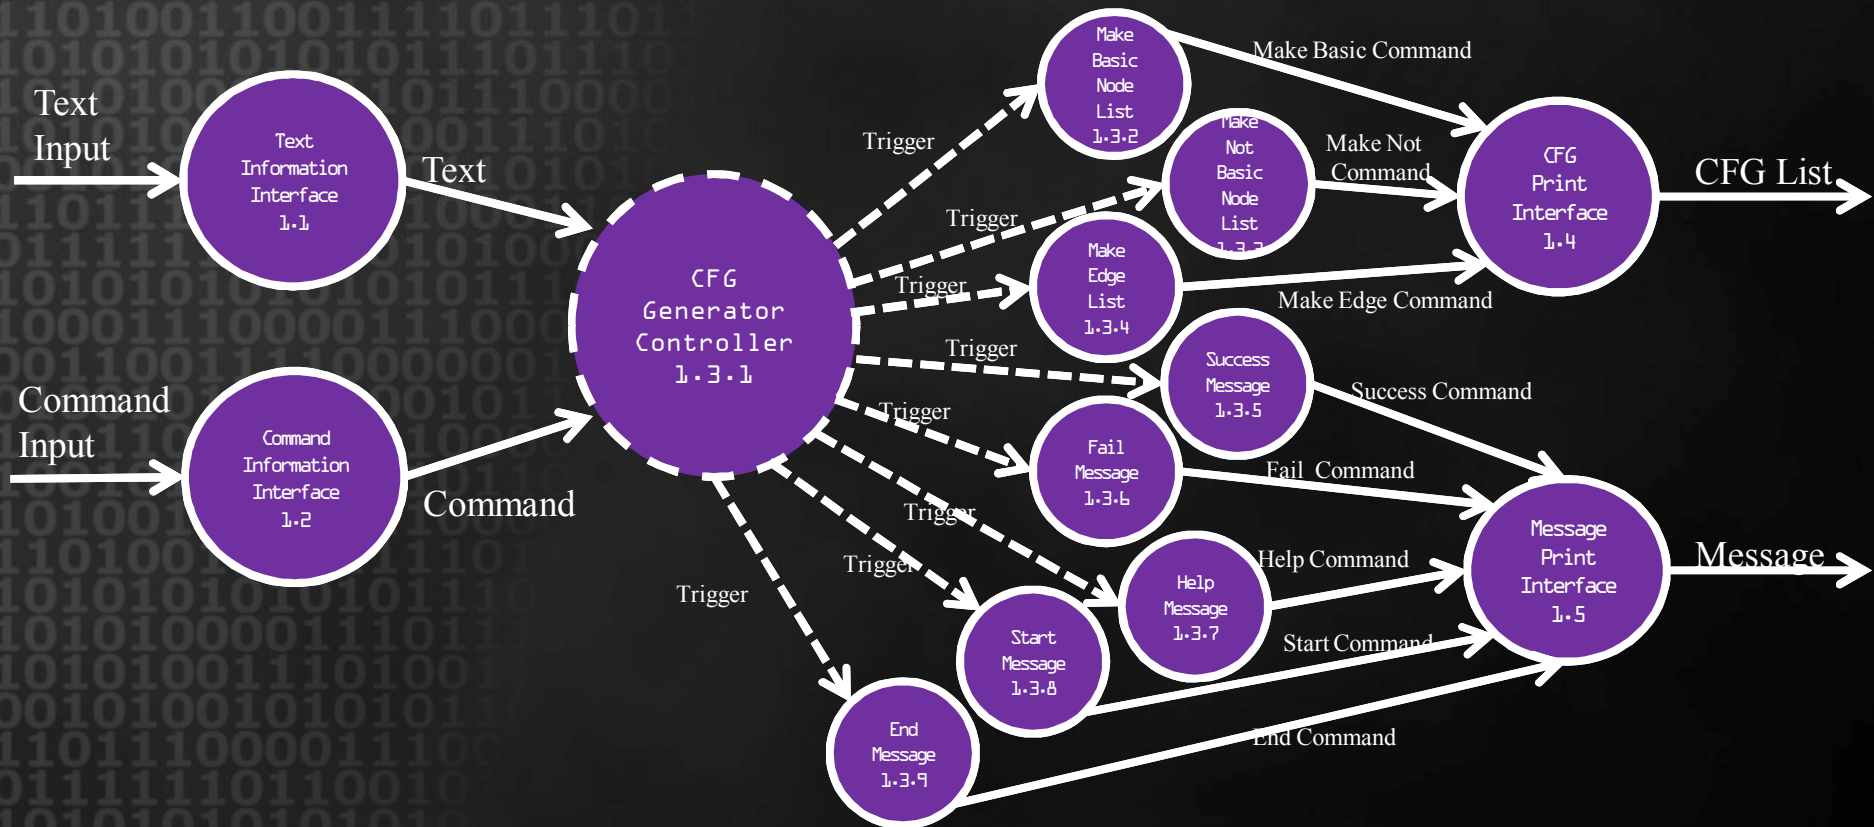 Text
Input
Text
Information
Interface
1.1
Text
Command
Input
Command
Information
Interface
1.2
Command
CFG
Generator
Controller
1.3.1
Trigger
Trigger
Trigger
Trigger
Trigger
Trigger
Trigger
Trigger
Make
Basic
Node
List
1.3.2
Make
Not
Basic
Node
List
1.3.3
Make
Edge
List
1.3.4
Success
Message
1.3.5
Fail
Message
1.3.6
Help
Message
1.3.7
Start
Message
1.3.8
End
Message
1.3.9
Make Basic Command
Make Not
Command
Make Edge Command
Success Command
Fail  Command
Help Command
Start Command
End Command
CFG
Print
Interface
1.4
CFG List
Message
Print
Interface
1.5
Message